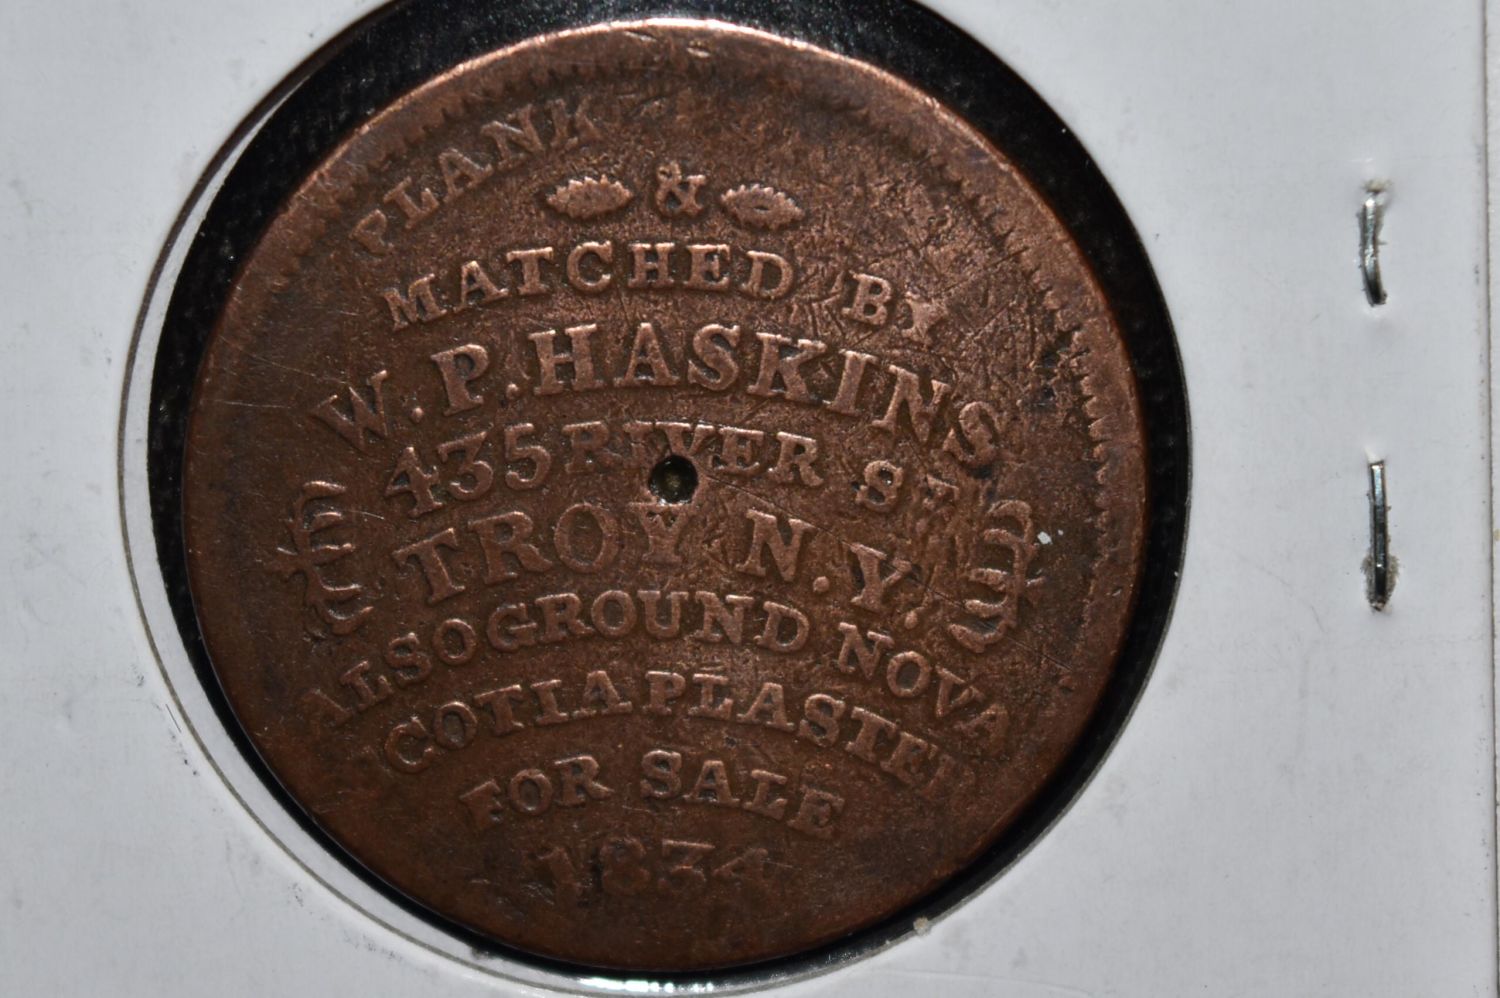 PLANK
&
MATCHED BY
W. P. HASKINS
435 RIVER ST
TROY N. Y.
ALSO GROUND NOVA
SCOTIA PLASTER
FOR SALE
1834